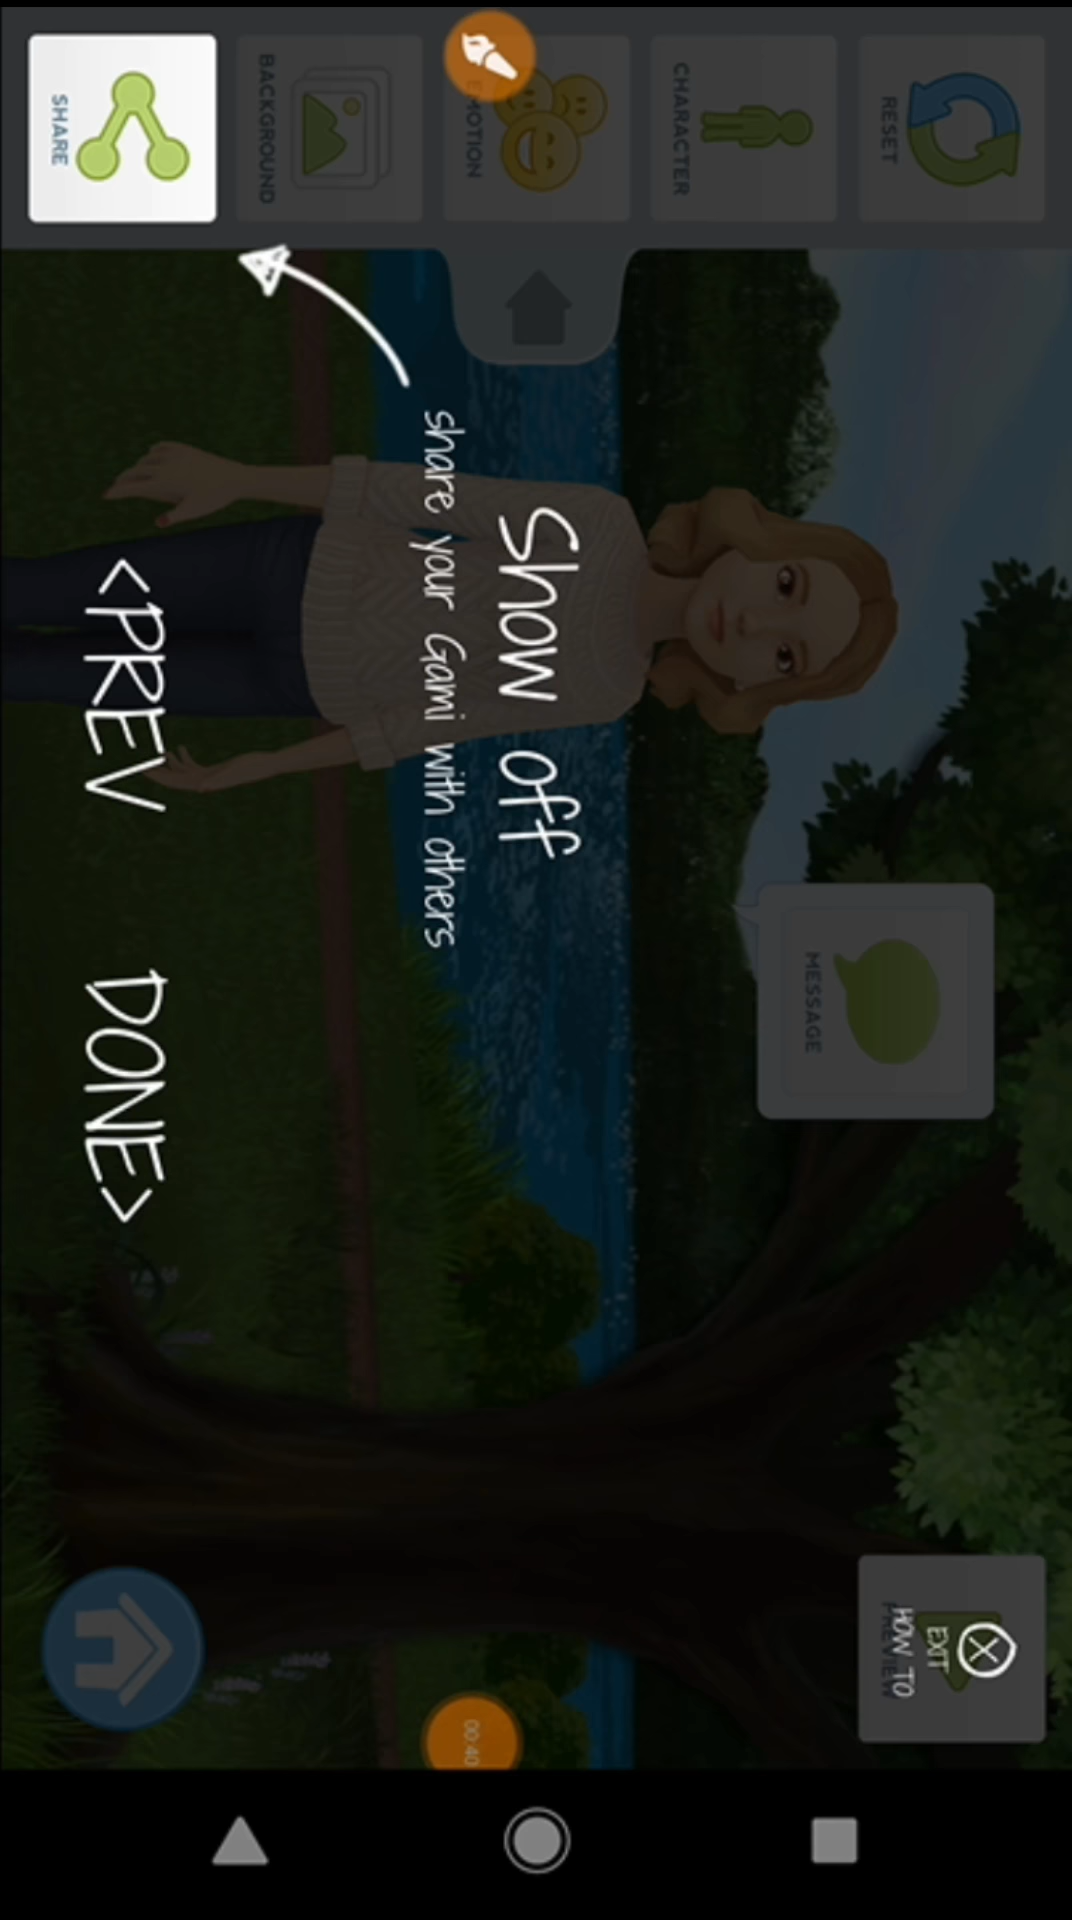 RESET
CHARACTER
EMOTION
BACKGROUND
SHARE
MESSAGE
EXIT
HOW TO
Show off
share your Gami with others
<PREV
DONE>
00:40